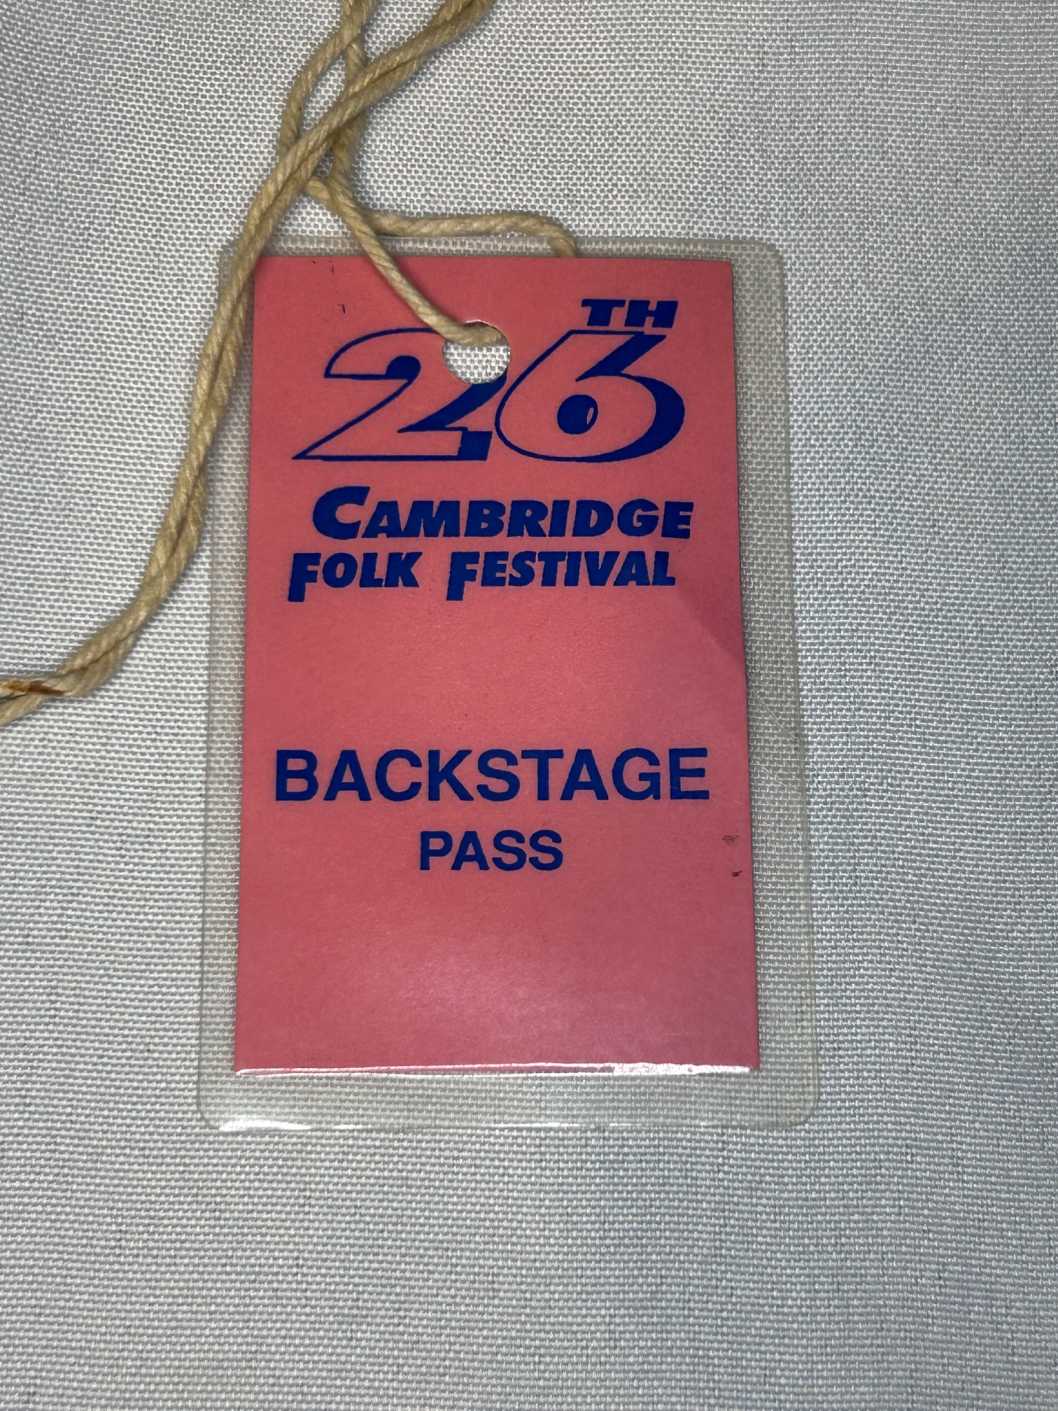 26TH
CAMBRIDGE
FOLK FESTIVAL
BACKSTAGE
PASS